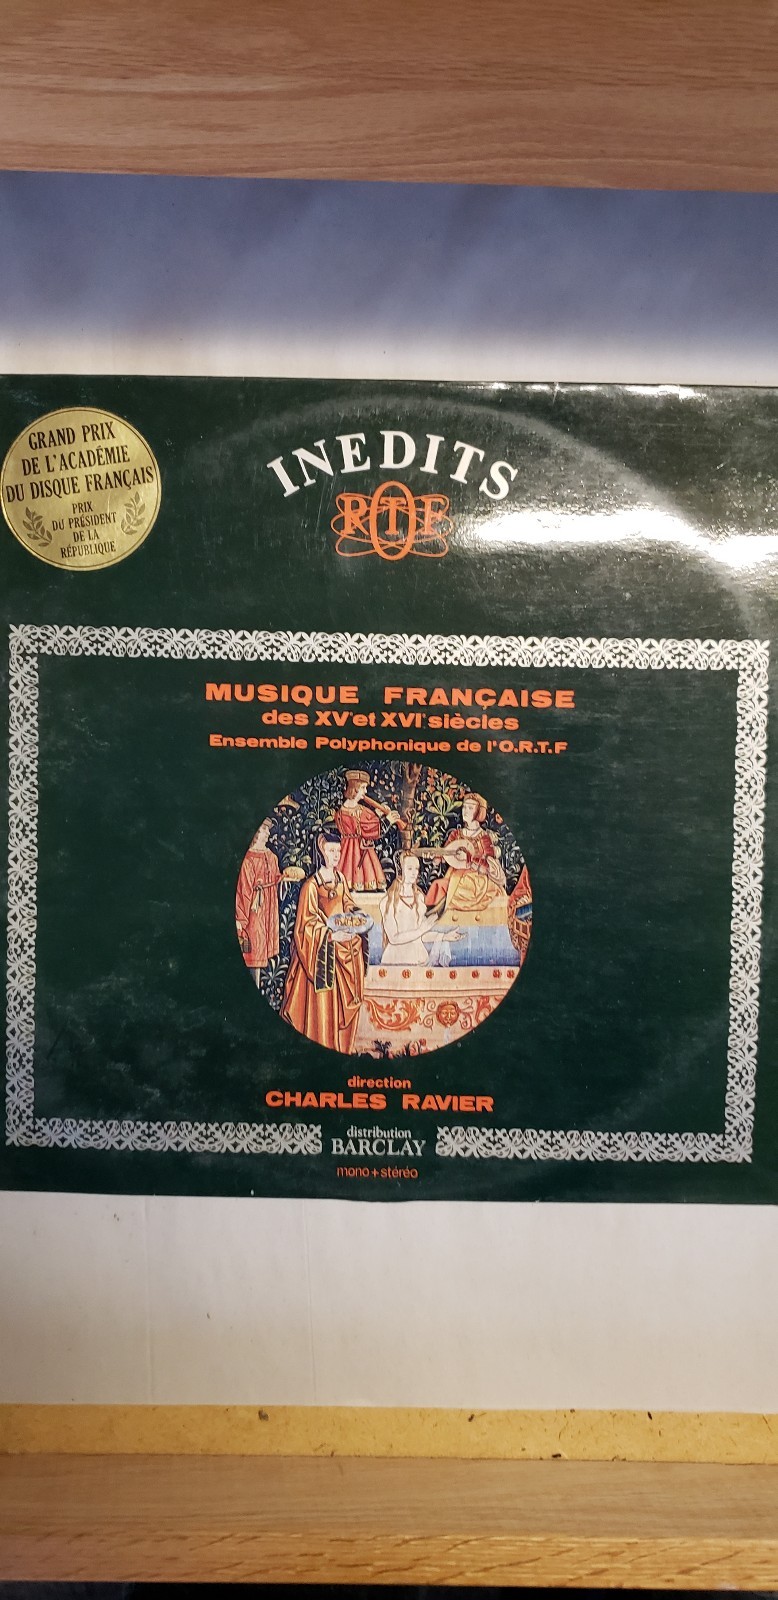 GRAND PRIX
DE L'ACADÉMIE
DU DISQUE FRANÇAIS
PRIX
DU PRÉSIDENT
DE LA
RÉPUBLIQUE
INEDITS
ORTF
MUSIQUE FRANÇAISE
des XVᵉ et XVIᵉ siècles
Ensemble Polyphonique de l'O.R.T.F
direction
CHARLES RAVIER
distribution
BARCLAY
mono + stéréo